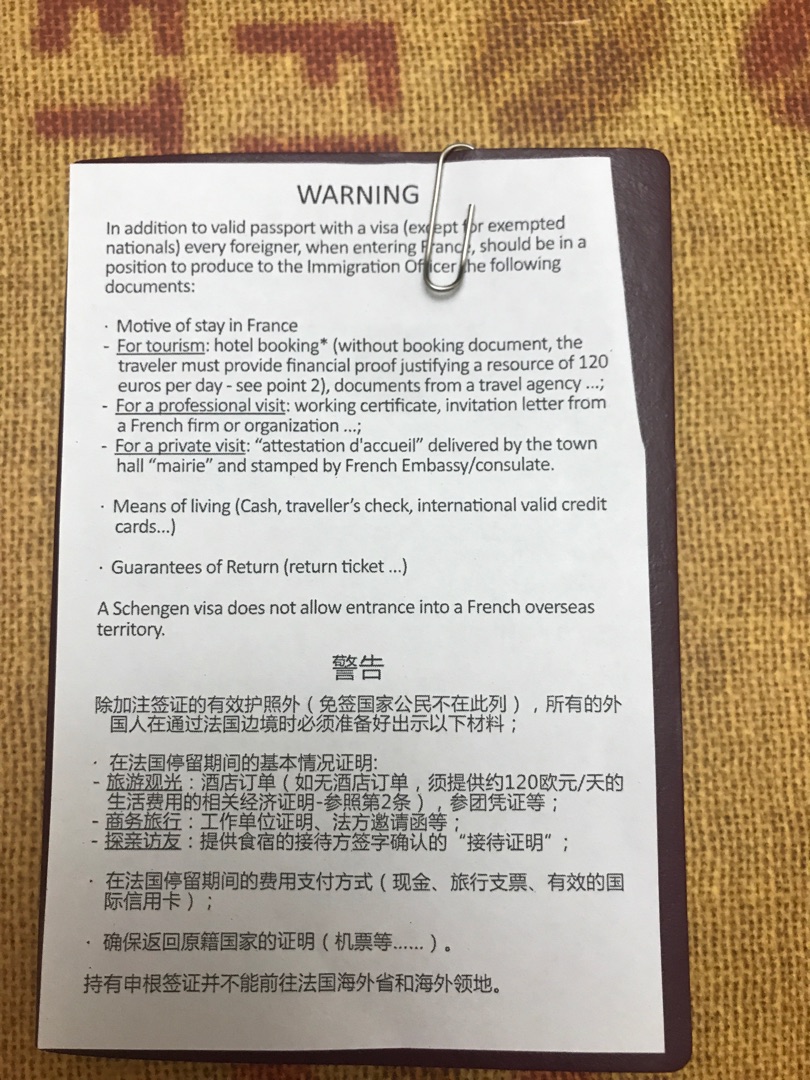 WARNING
In addition to valid passport with a visa (except for exempted
nationals) every foreigner, when entering France, should be in a
position to produce to the Immigration Officer the following
documents:
· Motive of stay in France
- For tourism: hotel booking* (without booking document, the
traveler must provide financial proof justifying a resource of 120
euros per day - see point 2), documents from a travel agency ...;
- For a professional visit: working certificate, invitation letter from
a French firm or organization ...;
- For a private visit: “attestation d'accueil” delivered by the town
hall “mairie” and stamped by French Embassy/consulate.
· Means of living (Cash, traveller’s check, international valid credit
cards...)
· Guarantees of Return (return ticket ...)
A Schengen visa does not allow entrance into a French overseas
territory.
警告
除加注签证的有效护照外（免签国家公民不在此列），所有的外
国人在通过法国边境时必须准备好出示以下材料；
· 在法国停留期间的基本情况证明:
- 旅游观光：酒店订单（如无酒店订单，须提供约120欧元/天的
生活费用的相关经济证明-参照第2条），参团凭证等；
- 商务旅行：工作单位证明、法方邀请函等；
- 探亲访友：提供食宿的接待方签字确认的“接待证明”；
· 在法国停留期间的费用支付方式（现金、旅行支票、有效的国
际信用卡）；
· 确保返回原籍国家的证明（机票等......）。
持有申根签证并不能前往法国海外省和海外领地。